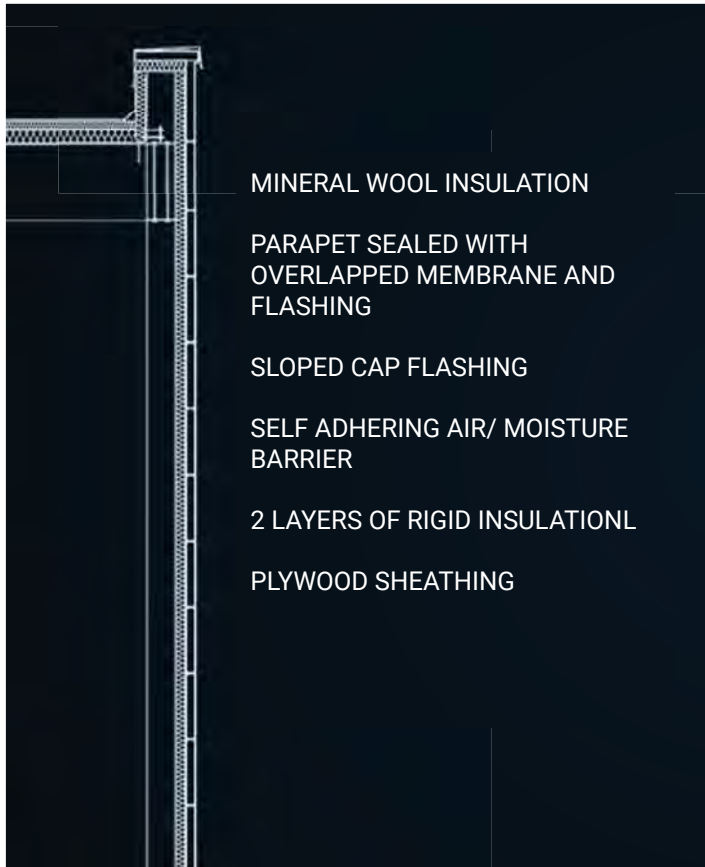 MINERAL WOOL INSULATION
PARAPET SEALED WITH
OVERLAPPED MEMBRANE AND
FLASHING
SLOPED CAP FLASHING
SELF ADHERING AIR/ MOISTURE
BARRIER
2 LAYERS OF RIGID INSULATIONL
PLYWOOD SHEATHING